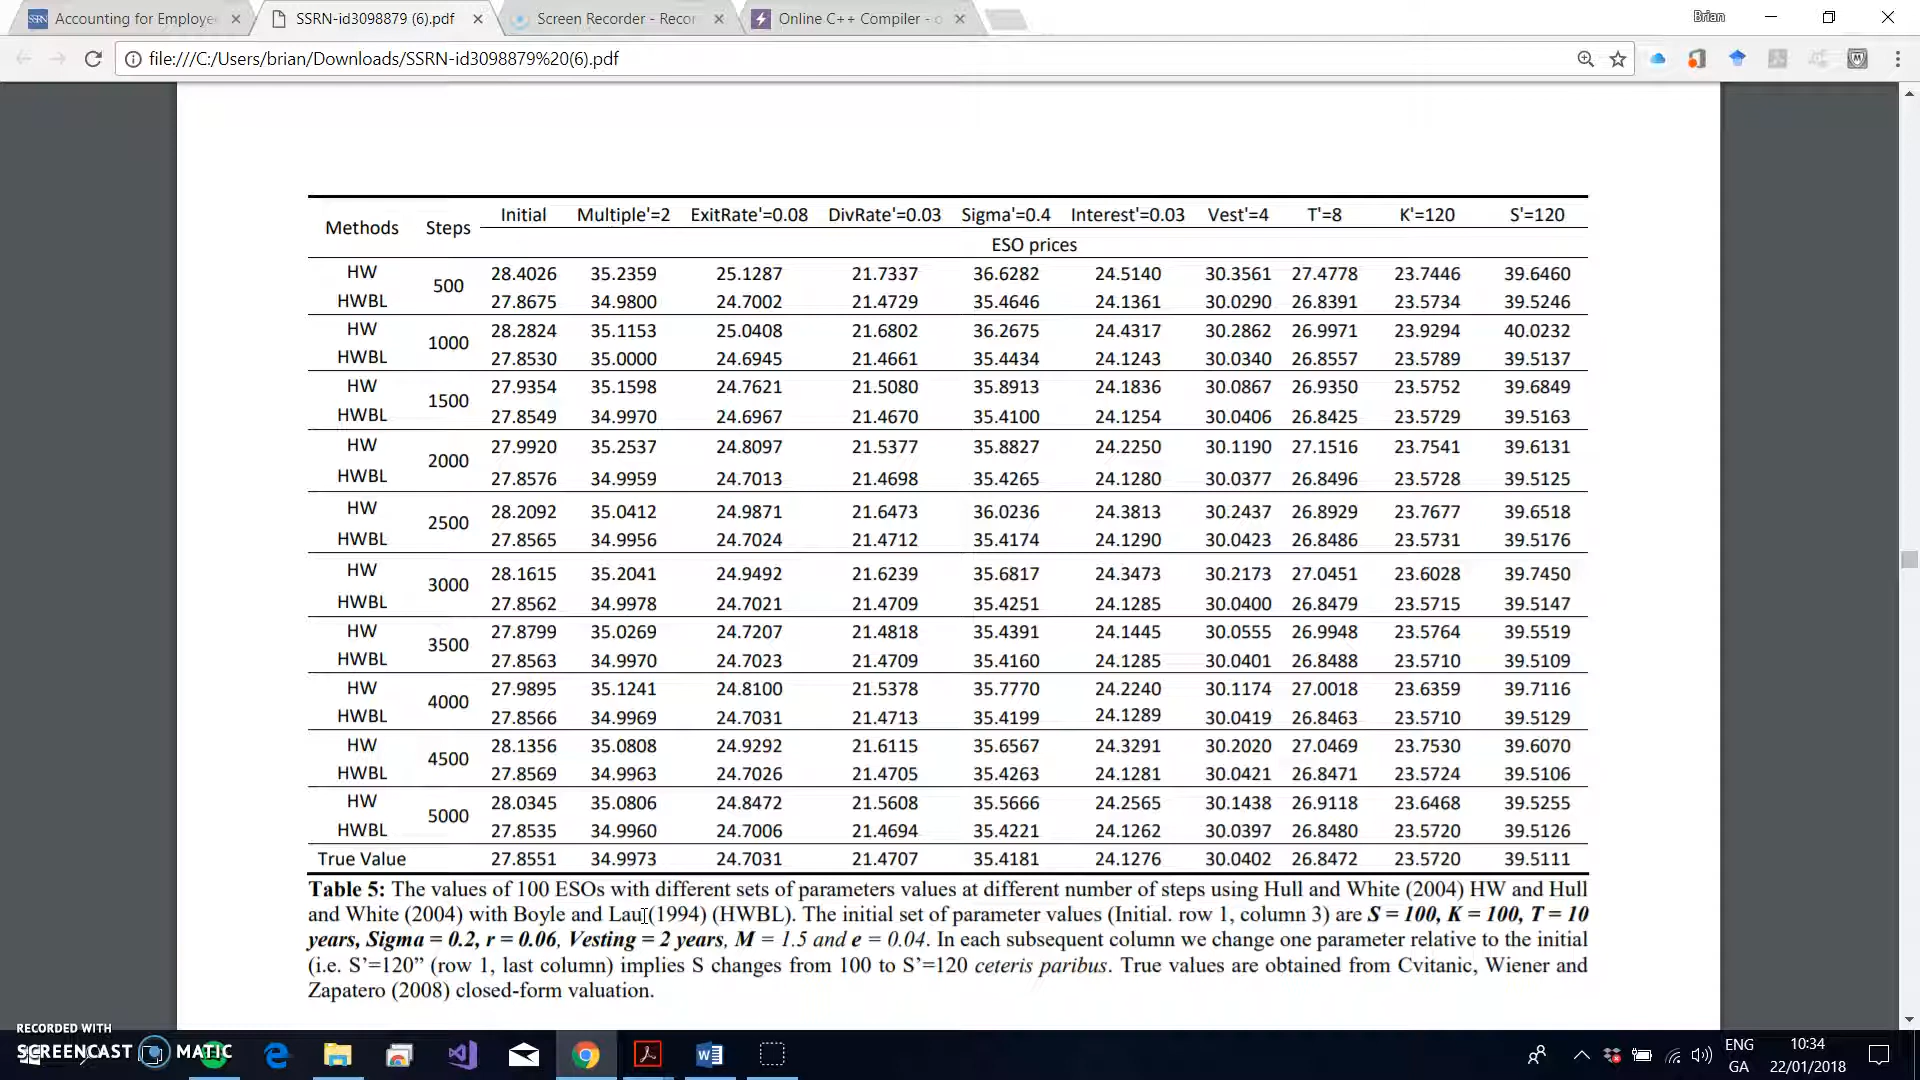 Accounting for Employe
SSRN-id3098879 (6).pdf
Screen Recorder - Recor
Online C++ Compiler - o
Brian
file:///C:/Users/brian/Downloads/SSRN-id3098879%20(6).pdf
Methods Steps Initial Multiple'=2 ExitRate'=0.08 DivRate'=0.03 Sigma'=0.4 Interest'=0.03 Vest'=4 T'=8 K'=120 S'=120
ESO prices
HW 500 28.4026 35.2359 25.1287 21.7337 36.6282 24.5140 30.3561 27.4778 23.7446 39.6460
HWBL 27.8675 34.9800 24.7002 21.4729 35.4646 24.1361 30.0290 26.8391 23.5734 39.5246
HW 1000 28.2824 35.1153 25.0408 21.6802 36.2675 24.4317 30.2862 26.9971 23.9294 40.0232
HWBL 27.8530 35.0000 24.6945 21.4661 35.4434 24.1243 30.0340 26.8557 23.5789 39.5137
HW 1500 27.9354 35.1598 24.7621 21.5080 35.8913 24.1836 30.0867 26.9350 23.5752 39.6849
HWBL 27.8549 34.9970 24.6967 21.4670 35.4100 24.1254 30.0406 26.8425 23.5729 39.5163
HW 2000 27.9920 35.2537 24.8097 21.5377 35.8827 24.2250 30.1190 27.1516 23.7541 39.6131
HWBL 27.8576 34.9959 24.7013 21.4698 35.4265 24.1280 30.0377 26.8496 23.5728 39.5125
HW 2500 28.2092 35.0412 24.9871 21.6473 36.0236 24.3813 30.2437 26.8929 23.7677 39.6518
HWBL 27.8565 34.9956 24.7024 21.4712 35.4174 24.1290 30.0423 26.8486 23.5731 39.5176
HW 3000 28.1615 35.2041 24.9492 21.6239 35.6817 24.3473 30.2173 27.0451 23.6028 39.7450
HWBL 27.8562 34.9978 24.7021 21.4709 35.4251 24.1285 30.0400 26.8479 23.5715 39.5147
HW 3500 27.8799 35.0269 24.7207 21.4818 35.4391 24.1445 30.0555 26.9948 23.5764 39.5519
HWBL 27.8563 34.9970 24.7023 21.4709 35.4160 24.1285 30.0401 26.8488 23.5710 39.5109
HW 4000 27.9895 35.1241 24.8100 21.5378 35.7770 24.2240 30.1174 27.0018 23.6359 39.7116
HWBL 27.8566 34.9969 24.7031 21.4713 35.4199 24.1289 30.0419 26.8463 23.5710 39.5129
HW 4500 28.1356 35.0808 24.9292 21.6115 35.6567 24.3291 30.2020 27.0469 23.7530 39.6070
HWBL 27.8569 34.9963 24.7026 21.4705 35.4263 24.1281 30.0421 26.8471 23.5724 39.5106
HW 5000 28.0345 35.0806 24.8472 21.5608 35.5666 24.2565 30.1438 26.9118 23.6468 39.5255
HWBL 27.8535 34.9960 24.7006 21.4694 35.4221 24.1262 30.0397 26.8480 23.5720 39.5126
True Value 27.8551 34.9973 24.7031 21.4707 35.4181 24.1276 30.0402 26.8472 23.5720 39.5111
Table 5: The values of 100 ESOs with different sets of parameters values at different number of steps using Hull and White (2004) HW and Hull
and White (2004) with Boyle and Lau (1994) (HWBL). The initial set of parameter values (Initial. row 1, column 3) are S = 100, K = 100, T = 10
years, Sigma = 0.2, r = 0.06, Vesting = 2 years, M = 1.5 and e = 0.04. In each subsequent column we change one parameter relative to the initial
(i.e. S’=120” (row 1, last column) implies S changes from 100 to S’=120 ceteris paribus. True values are obtained from Cvitanic, Wiener and
Zapatero (2008) closed-form valuation.
RECORDED WITH
SCREENCAST MATIC
ENG 10:34
GA 22/01/2018